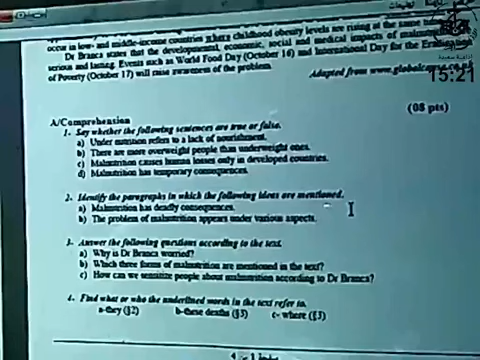 تعليمات
occur in low- and middle-income countries where childhood obesity levels are rising at the same
Dr Branca states that the developmental, economic, social and medical impacts of
serious and lasting. Events such as World Food Day (October 16) and International Day for the
of Poverty (October 17) will raise awareness of the problem.
Adapted from www.
15:21
(08 pts)
A/Comprehension
1. Say whether the following sentences are true or false.
a) Under nutrition refers to a lack of nourishment.
b) There are more overweight people than underweight ones.
c) Malnutrition causes human losses only in developed countries.
d) Malnutrition has temporary consequences.
2. Identify the paragraphs in which the following ideas are mentioned.
a) Malnutrition has deadly consequences.
b) The problem of malnutrition appears under various aspects.
3. Answer the following questions according to the text.
a) Why is Dr Branca worried?
b) Which three forms of malnutrition are mentioned in the text?
c) How can we sensitize people about malnutrition according to Dr Branca?
4. Find what or who the underlined words in the text refer to.
a-they (§2) b-these deaths (§3) c- where (§3)